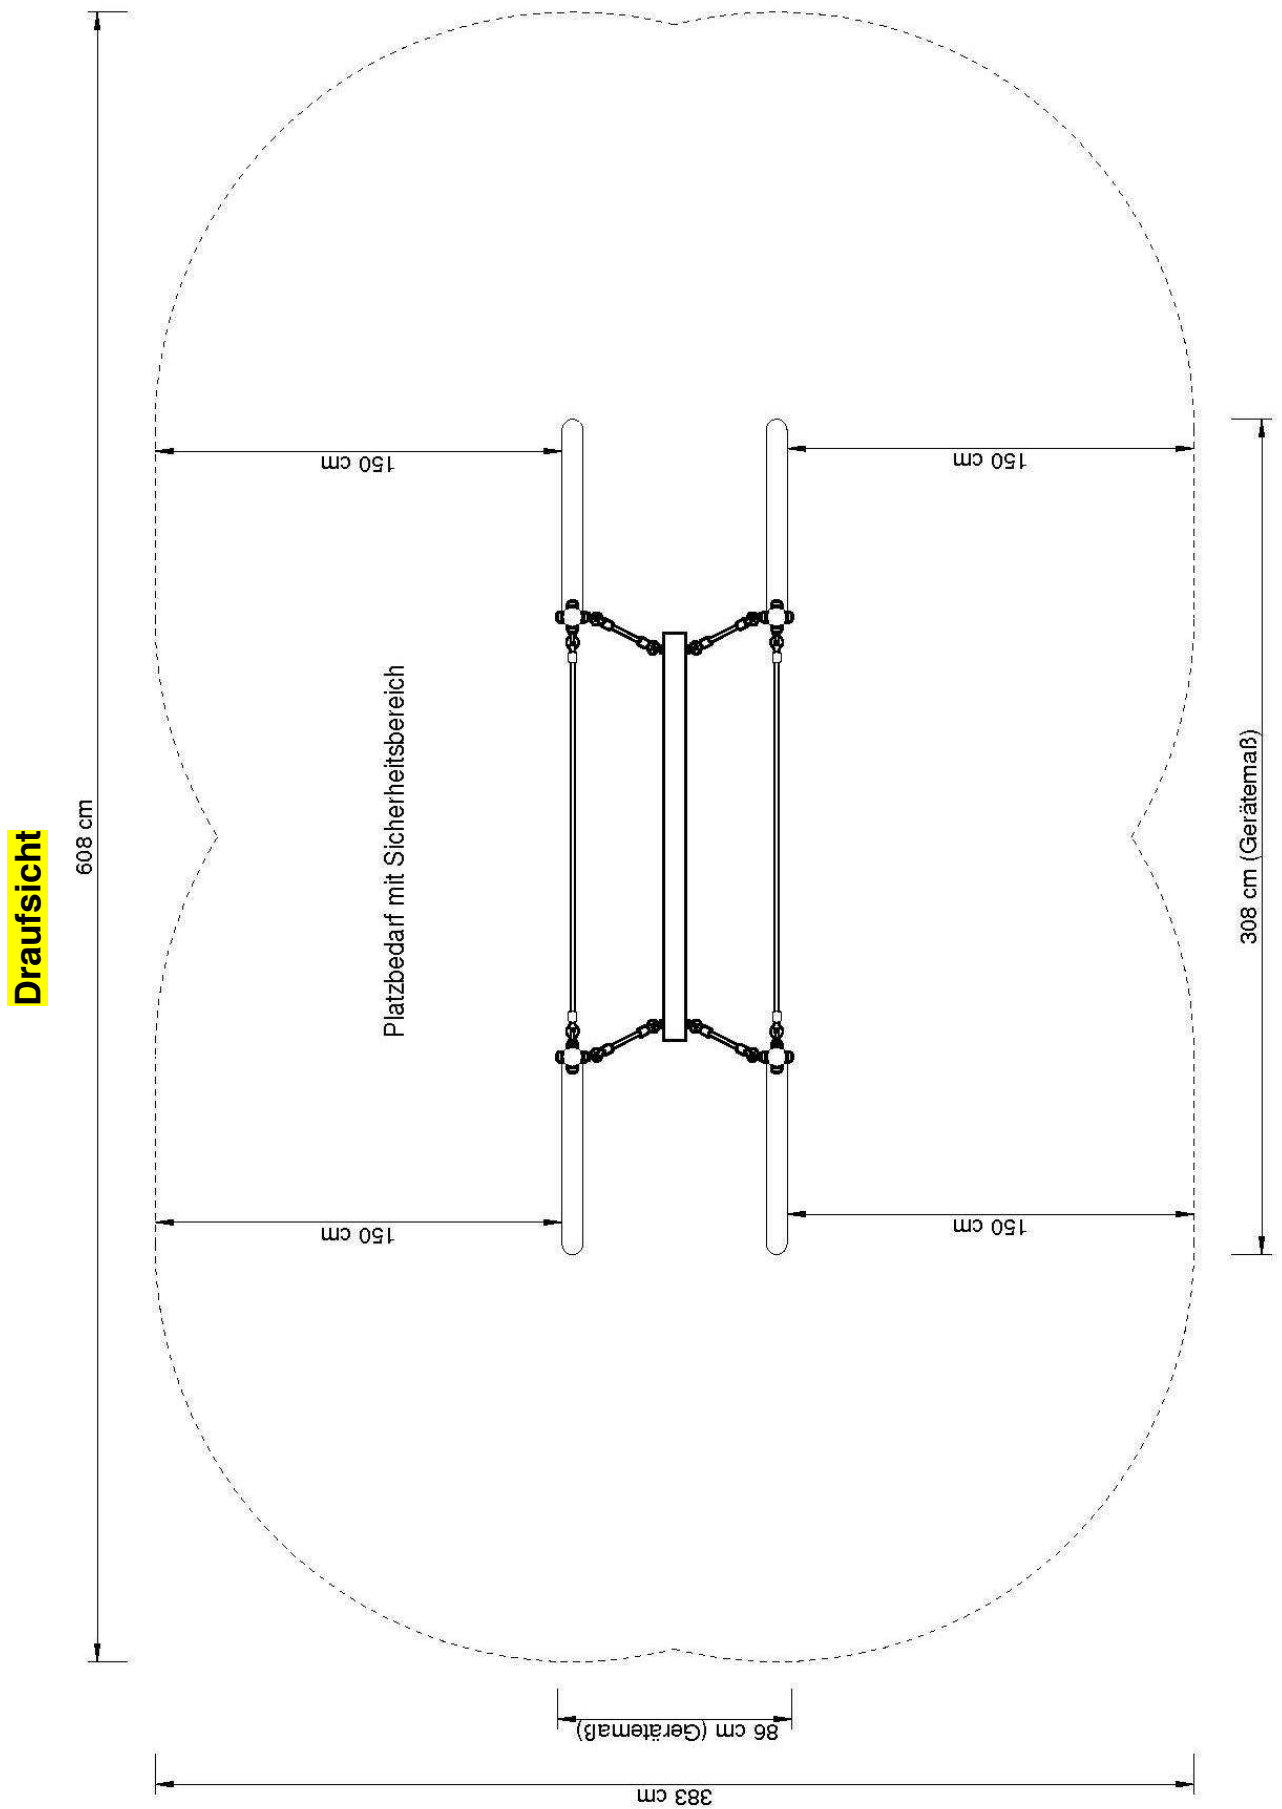 Draufsicht
608 cm
150 cm
150 cm
Platzbedarf mit Sicherheitsbereich
308 cm (Gerätemaß)
150 cm
150 cm
86 cm (Gerätemaß)
383 cm